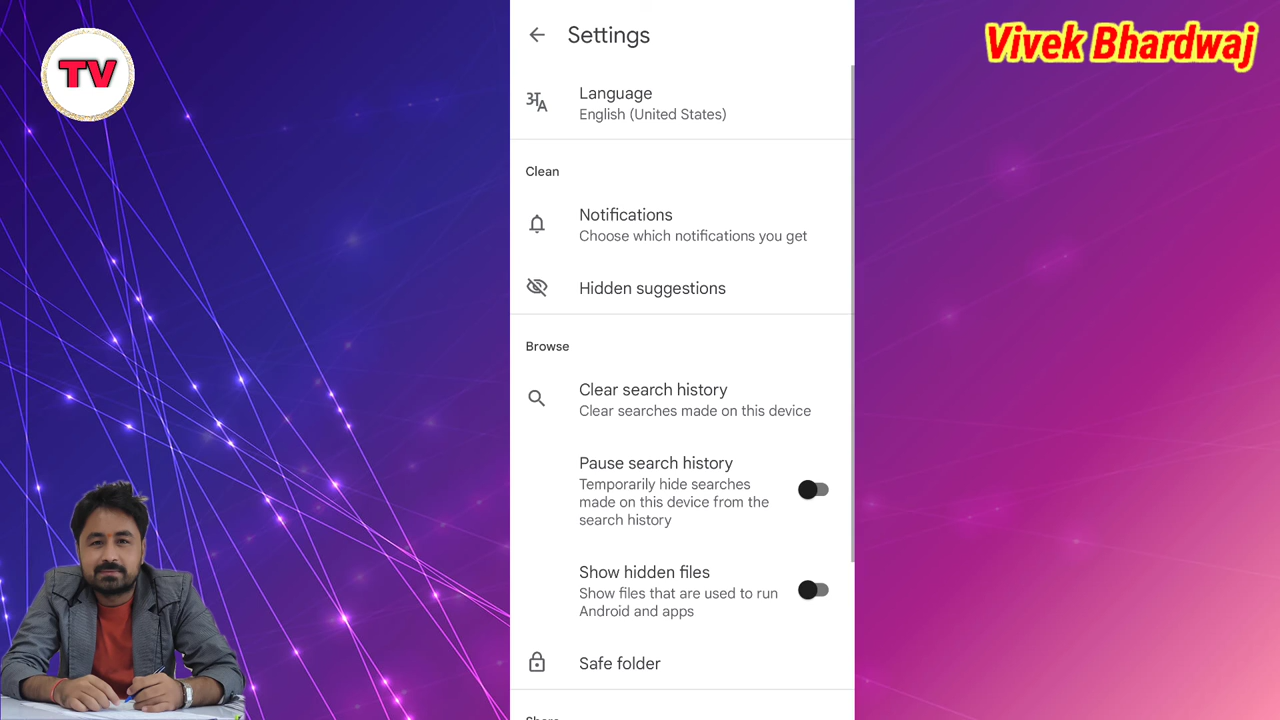 TV
Vivek Bhardwaj
Settings
Language
English (United States)
Clean
Notifications
Choose which notifications you get
Hidden suggestions
Browse
Clear search history
Clear searches made on this device
Pause search history
Temporarily hide searches
made on this device from the
search history
Show hidden files
Show files that are used to run
Android and apps
Safe folder